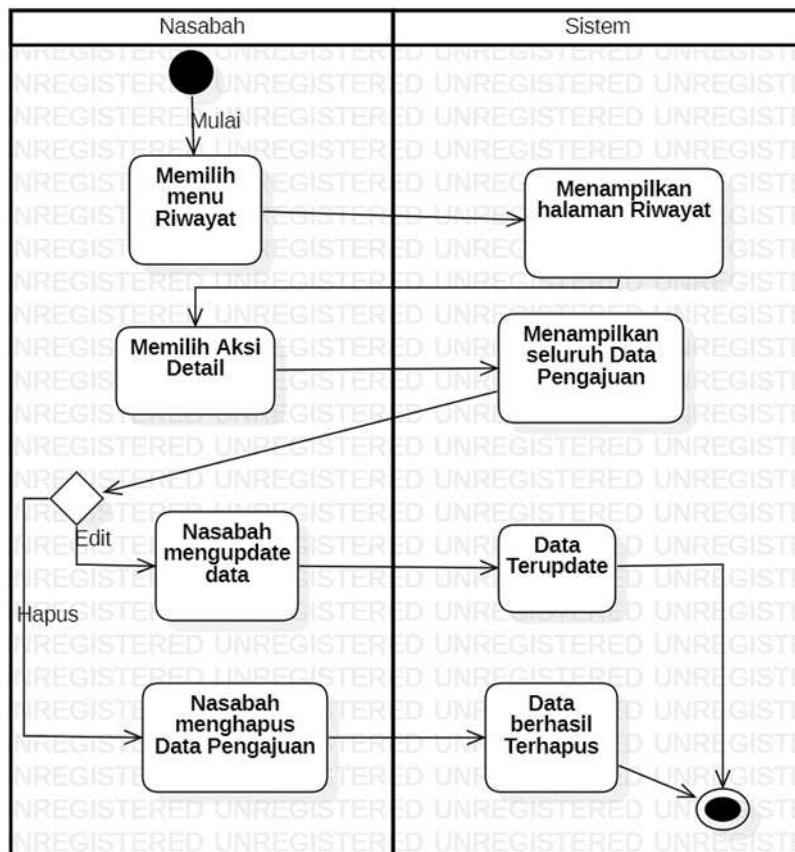 Nasabah
Sistem
Mulai
Memilih
menu
Riwayat
Menampilkan
halaman Riwayat
Memilih Aksi
Detail
Menampilkan
seluruh Data
Pengajuan
Edit
Nasabah
mengupdate
data
Data
Terupdate
Hapus
Nasabah
menghapus
Data Pengajuan
Data
berhasil
Terhapus
UNREGISTERED